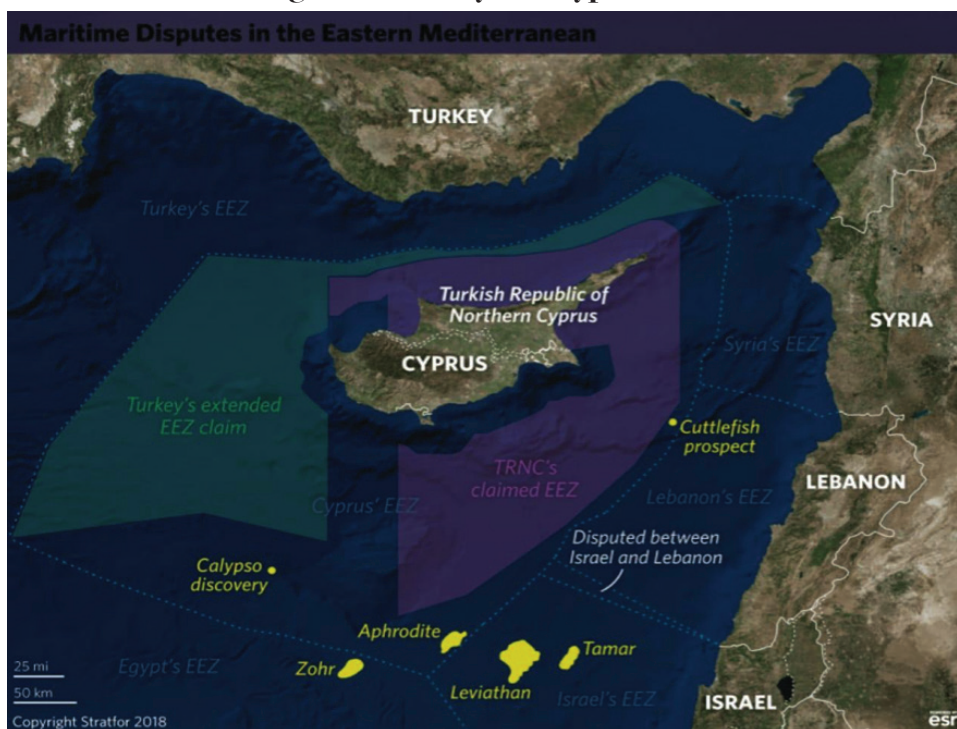 Maritime Disputes in the Eastern Mediterranean
TURKEY
Turkey's EEZ
Turkish Republic of
Northern Cyprus
CYPRUS
SYRIA
Syria's EEZ
Turkey's extended
EEZ claim
Cuttlefish
prospect
TRNC's
claimed EEZ
Cyprus' EEZ
Lebanon's EEZ
LEBANON
Disputed between
Israel and Lebanon
Calypso
discovery
Aphrodite
Zohr
Leviathan
Tamar
Egypt's EEZ
Israel's EEZ
ISRAEL
25 mi
50 km
Copyright Stratfor 2018
esr